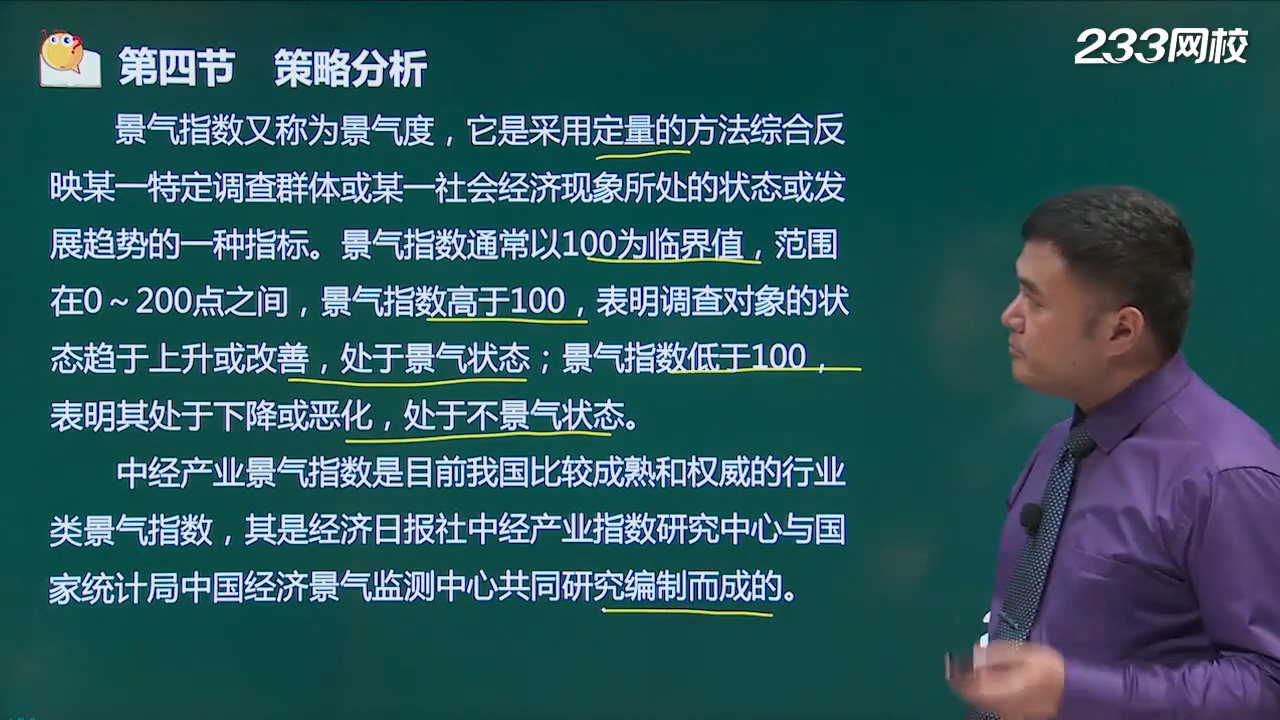 233网校
第四节 策略分析
景气指数又称为景气度，它是采用定量的方法综合反
映某一特定调查群体或某一社会经济现象所处的状态或发
展趋势的一种指标。景气指数通常以100为临界值，范围
在0～200点之间，景气指数高于100，表明调查对象的状
态趋于上升或改善，处于景气状态；景气指数低于100，
表明其处于下降或恶化，处于不景气状态。
中经产业景气指数是目前我国比较成熟和权威的行业
类景气指数，其是经济日报社中经产业指数研究中心与国
家统计局中国经济景气监测中心共同研究编制而成的。